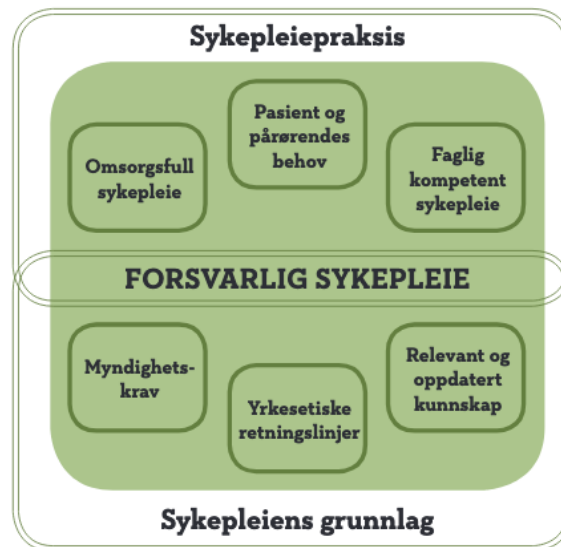 Sykepleiepraksis
Pasient og
pårørendes
behov
Omsorgsfull
sykepleie
Faglig
kompetent
sykepleie
FORSVARLIG SYKEPLEIE
Myndighets-
krav
Yrkesetiske
retningslinjer
Relevant og
oppdatert
kunnskap
Sykepleiens grunnlag